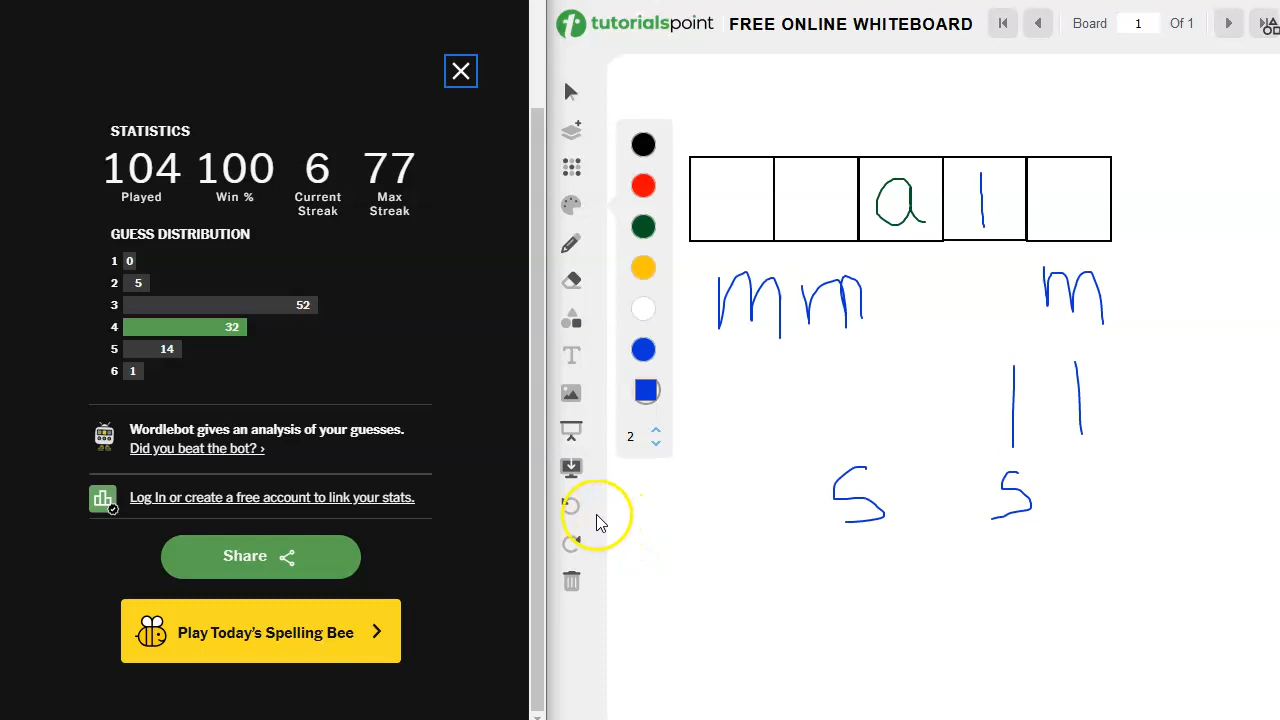 tutorialspoint FREE ONLINE WHITEBOARD Board 1 Of 1
STATISTICS
104 100 6 77
Played Win % Current Streak Max Streak
GUESS DISTRIBUTION
1 0
2 5
3 52
4 32
5 14
6 1
Wordlebot gives an analysis of your guesses.
Did you beat the bot? ›
Log In or create a free account to link your stats.
Share
Play Today's Spelling Bee
2
a l
m m m
l l
s s